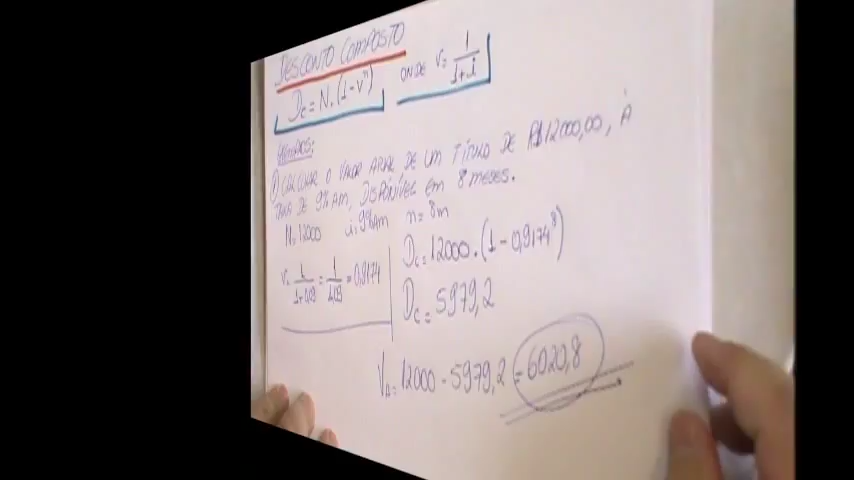 DESCONTO COMPOSTO
Dc = N.(1-vⁿ) ONDE v = 1/(1+i)
EXEMPLOS:
① CALCULAR O VALOR ATUAL, DE UM TÍTULO DE R$12000,00, À
TAXA DE 9% AM, DISPONÍVEL EM 8 MESES.
N=12000 i=9%AM n=8m
Dc = 12000.(1-0,9174⁸)
v = 1/(1+0,09) = 1/1,09 = 0,9174
Dc = 5979,2
VA = 12000 - 5979,2 = 6020,8